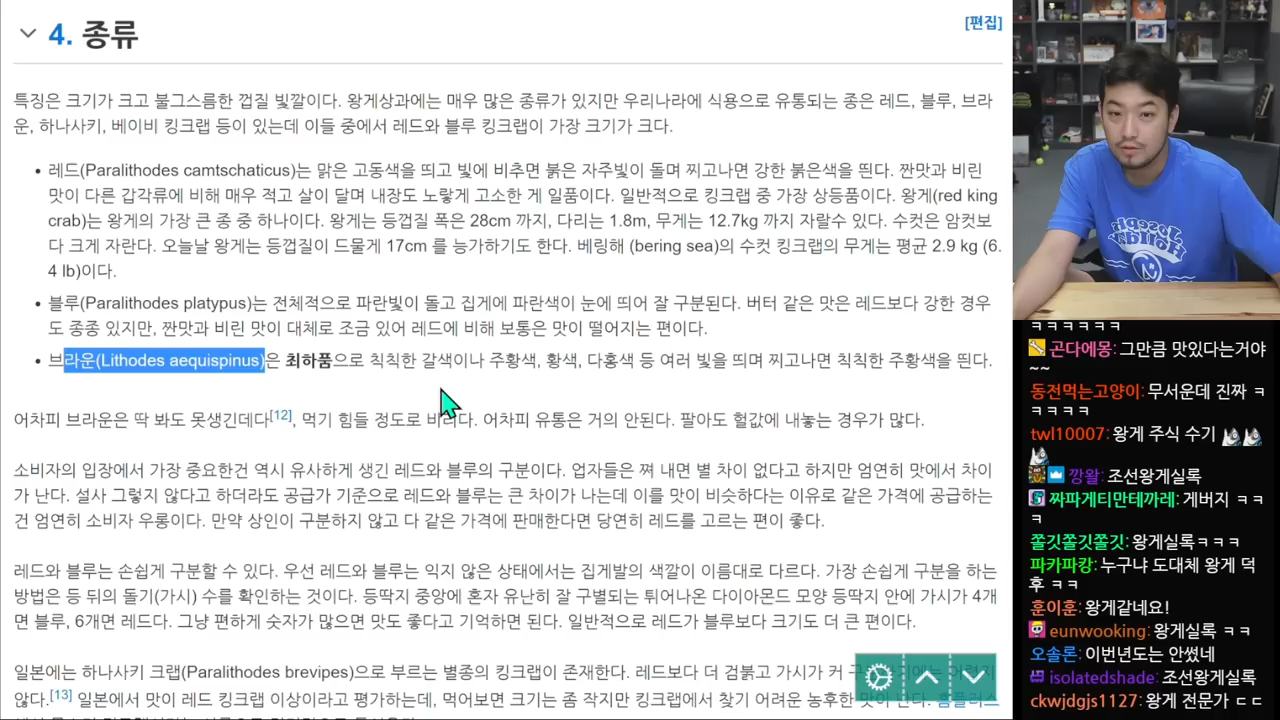 4. 종류
[편집]
특징은 크기가 크고 불그스름한 껍질 빛깔이다. 왕게상과에는 매우 많은 종류가 있지만 우리나라에 식용으로 유통되는 종은 레드, 블루, 브라
운, 하나사키, 베이비 킹크랩 등이 있는데 이들 중에서 레드와 블루 킹크랩이 가장 크기가 크다.
레드(Paralithodes camtschaticus)는 맑은 고동색을 띄고 빛에 비추면 붉은 자주빛이 돌며 찌고나면 강한 붉은색을 띈다. 짠맛과 비린
맛이 다른 갑각류에 비해 매우 적고 살이 달며 내장도 노랗게 고소한 게 일품이다. 일반적으로 킹크랩 중 가장 상등품이다. 왕게(red king
crab)는 왕게의 가장 큰 종 중 하나이다. 왕게는 등껍질 폭은 28cm 까지, 다리는 1.8m, 무게는 12.7kg 까지 자랄수 있다. 수컷은 암컷보
다 크게 자란다. 오늘날 왕게는 등껍질이 드물게 17cm 를 능가하기도 한다. 베링해 (bering sea)의 수컷 킹크랩의 무게는 평균 2.9 kg (6.
4 lb)이다.
블루(Paralithodes platypus)는 전체적으로 파란빛이 돌고 집게에 파란색이 눈에 띄어 잘 구분된다. 버터 같은 맛은 레드보다 강한 경우
도 종종 있지만, 짠맛과 비린 맛이 대체로 조금 있어 레드에 비해 보통은 맛이 떨어지는 편이다.
브라운(Lithodes aequispinus)은 최하품으로 칙칙한 갈색이나 주황색, 황색, 다홍색 등 여러 빛을 띄며 찌고나면 칙칙한 주황색을 띈다.
어차피 브라운은 딱 봐도 못생긴데다[12], 먹기 힘들 정도로 비리다. 어차피 유통은 거의 안된다. 팔아도 헐값에 내놓는 경우가 많다.
소비자의 입장에서 가장 중요한건 역시 유사하게 생긴 레드와 블루의 구분이다. 업자들은 쪄 내면 별 차이 없다고 하지만 엄연히 맛에서 차이
가 난다. 설사 그렇지 않다고 하더라도 공급가 기준으로 레드와 블루는 큰 차이가 나는데 이를 맛이 비슷하다는 이유로 같은 가격에 공급하는
건 엄연히 소비자 우롱이다. 만약 상인이 구분하지 않고 다 같은 가격에 판매한다면 당연히 레드를 고르는 편이 좋다.
레드와 블루는 손쉽게 구분할 수 있다. 우선 레드와 블루는 익지 않은 상태에서는 집게발의 색깔이 이름대로 다르다. 가장 손쉽게 구분을 하는
방법은 등 뒤의 돌기(가시) 수를 확인하는 것이다. 등딱지 중앙에 혼자 유난히 잘 구별되는 튀어나온 다이아몬드 모양 등딱지 안에 가시가 4개
면 블루, 6개면 레드다. 그냥 편하게 숫자가 많으면 맛도 좋다고 기억하면 된다. 일반적으로 레드가 블루보다 크기도 더 큰 편이다.
일본에는 하나사키 크랩(Paralithodes brevipes)으로 부르는 별종의 킹크랩이 존재한다. 레드보다 더 검붉고 가시가 커
않다.[13] 일본에서 맛이 레드 킹크랩 이상이라고 평가하는데, 먹어보면 크기는 좀 작지만 킹크랩에서 찾기 어려운 농후한 맛이 난다.
ㅋㅋㅋㅋㅋㅋ
곤다에몽: 그만큼 맛있다는거야
~~
동전먹는고양이: 무서운데 진짜 ㅋ
ㅋㅋㅋㅋ
twl10007: 왕게 주식 수기
깡왈: 조선왕게실록
짜파게티만테까레: 게버지 ㅋㅋ
ㅋ
쫄깃쫄깃쫄깃: 왕게실록ㅋㅋㅋ
파카파캉: 누구냐 도대체 왕게 덕
후 ㅋㅋ
훈이훈: 왕게같네요!
eunwooking: 왕게실록 ㅋㅋ
오솔론: 이번년도는 안썼네
isolatedshade: 조선왕게실록
ckwjdgjs1127: 왕게 전문가 ㄷㄷ